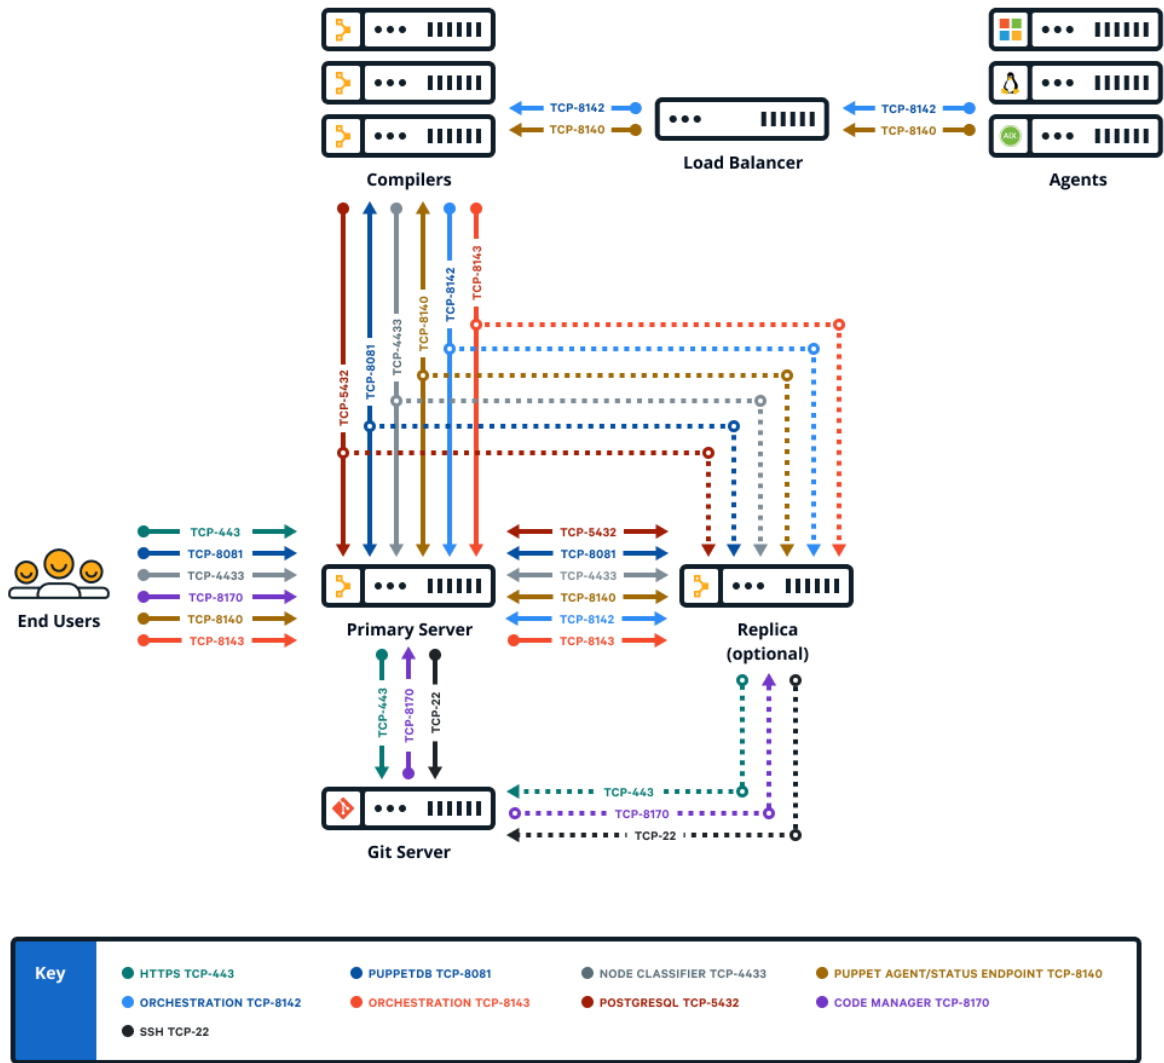 TCP-8142
TCP-8140
TCP-8142
TCP-8140
AIX
Compilers
Load Balancer
Agents
TCP-5432
TCP-8081
TCP-4433
TCP-8140
TCP-8142
TCP-8143
TCP-443
TCP-8081
TCP-4433
TCP-8170
TCP-8140
TCP-8143
TCP-5432
TCP-8081
TCP-4433
TCP-8140
TCP-8142
TCP-8143
End Users
Primary Server
Replica
(optional)
TCP-443
TCP-8170
TCP-22
TCP-443
TCP-8170
TCP-22
Git Server
Key
HTTPS TCP-443
PUPPETDB TCP-8081
NODE CLASSIFIER TCP-4433
PUPPET AGENT/STATUS ENDPOINT TCP-8140
ORCHESTRATION TCP-8142
ORCHESTRATION TCP-8143
POSTGRESQL TCP-5432
CODE MANAGER TCP-8170
SSH TCP-22